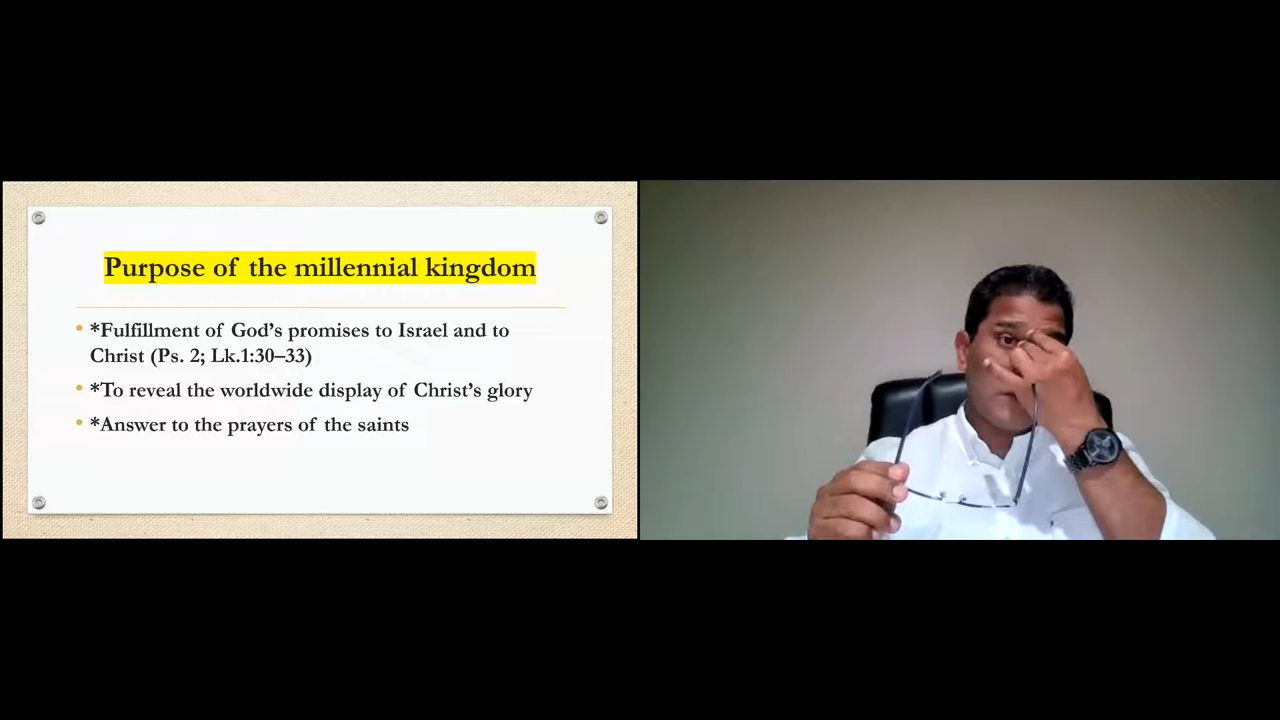 Purpose of the millennial kingdom
• *Fulfillment of God’s promises to Israel and to
Christ (Ps. 2; Lk.1:30–33)
• *To reveal the worldwide display of Christ’s glory
• *Answer to the prayers of the saints